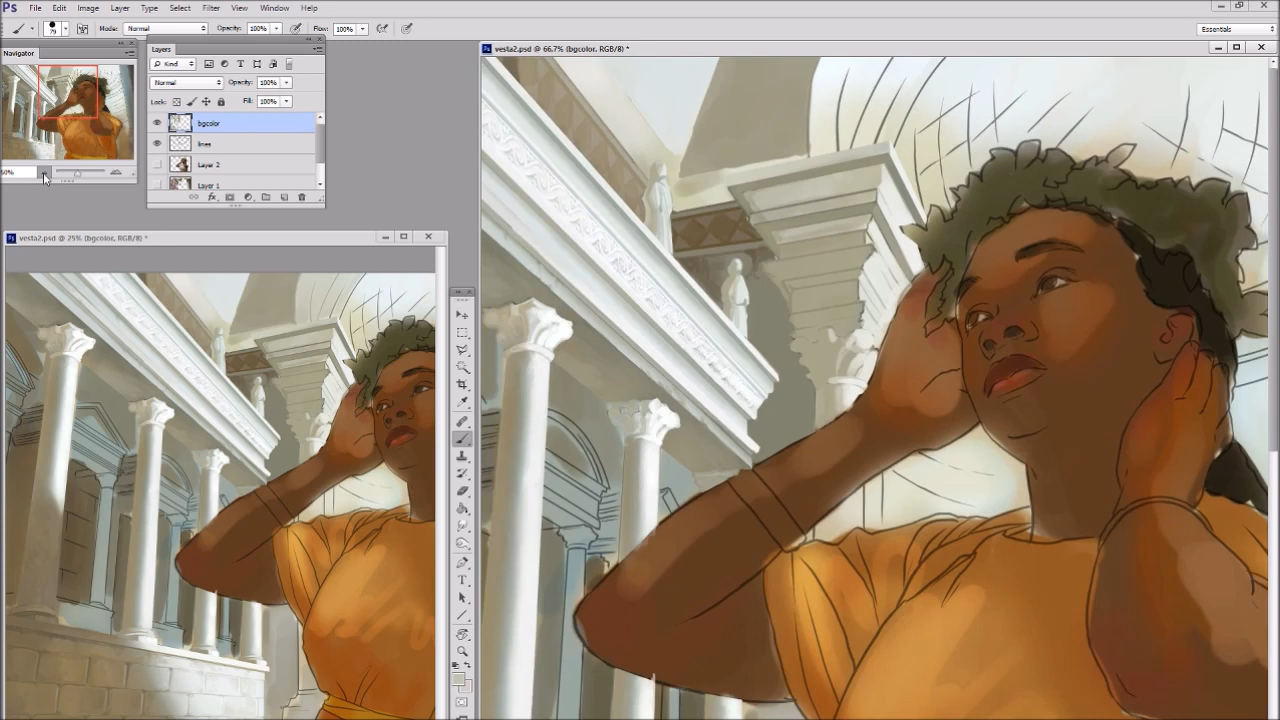 Ps File Edit Image Layer Type Select Filter View Window Help
79 Mode: Normal Opacity: 100% Flow: 100% Essentials
Navigator
Layers
Kind
Normal Opacity: 100%
Lock: Fill: 100%
bgcolor
lines
Layer 2
Layer 1
vesta2.psd @ 66.7% (bgcolor, RGB/8) *
vesta2.psd @ 25% (bgcolor, RGB/8) *